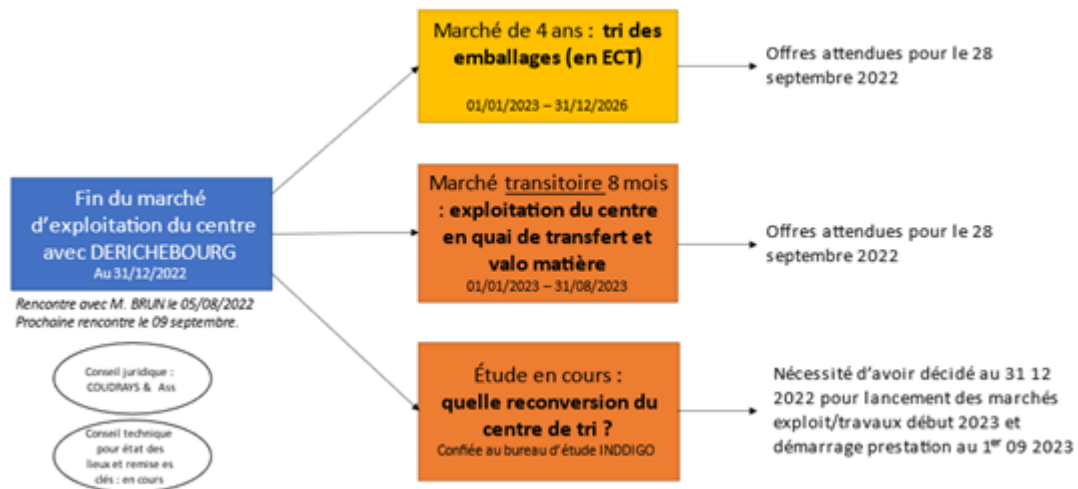 Fin du marché
d'exploitation du centre
avec DERICHEBOURG
Au 31/12/2022
Rencontre avec M. BRUN le 05/08/2022
Prochaine rencontre le 09 septembre.
Conseil juridique :
COUDRAYS & Ass
Conseil technique
pour état des
lieux et remise es
clés : en cours
Marché de 4 ans : tri des
emballages (en ECT)
01/01/2023 – 31/12/2026
Offres attendues pour le 28
septembre 2022
Marché transitoire 8 mois
: exploitation du centre
en quai de transfert et
valo matière
01/01/2023 – 31/08/2023
Offres attendues pour le 28
septembre 2022
Étude en cours :
quelle reconversion du
centre de tri ?
Confiée au bureau d'étude INDDIGO
Nécessité d'avoir décidé au 31 12
2022 pour lancement des marchés
exploit/travaux début 2023 et
démarrage prestation au 1er 09 2023